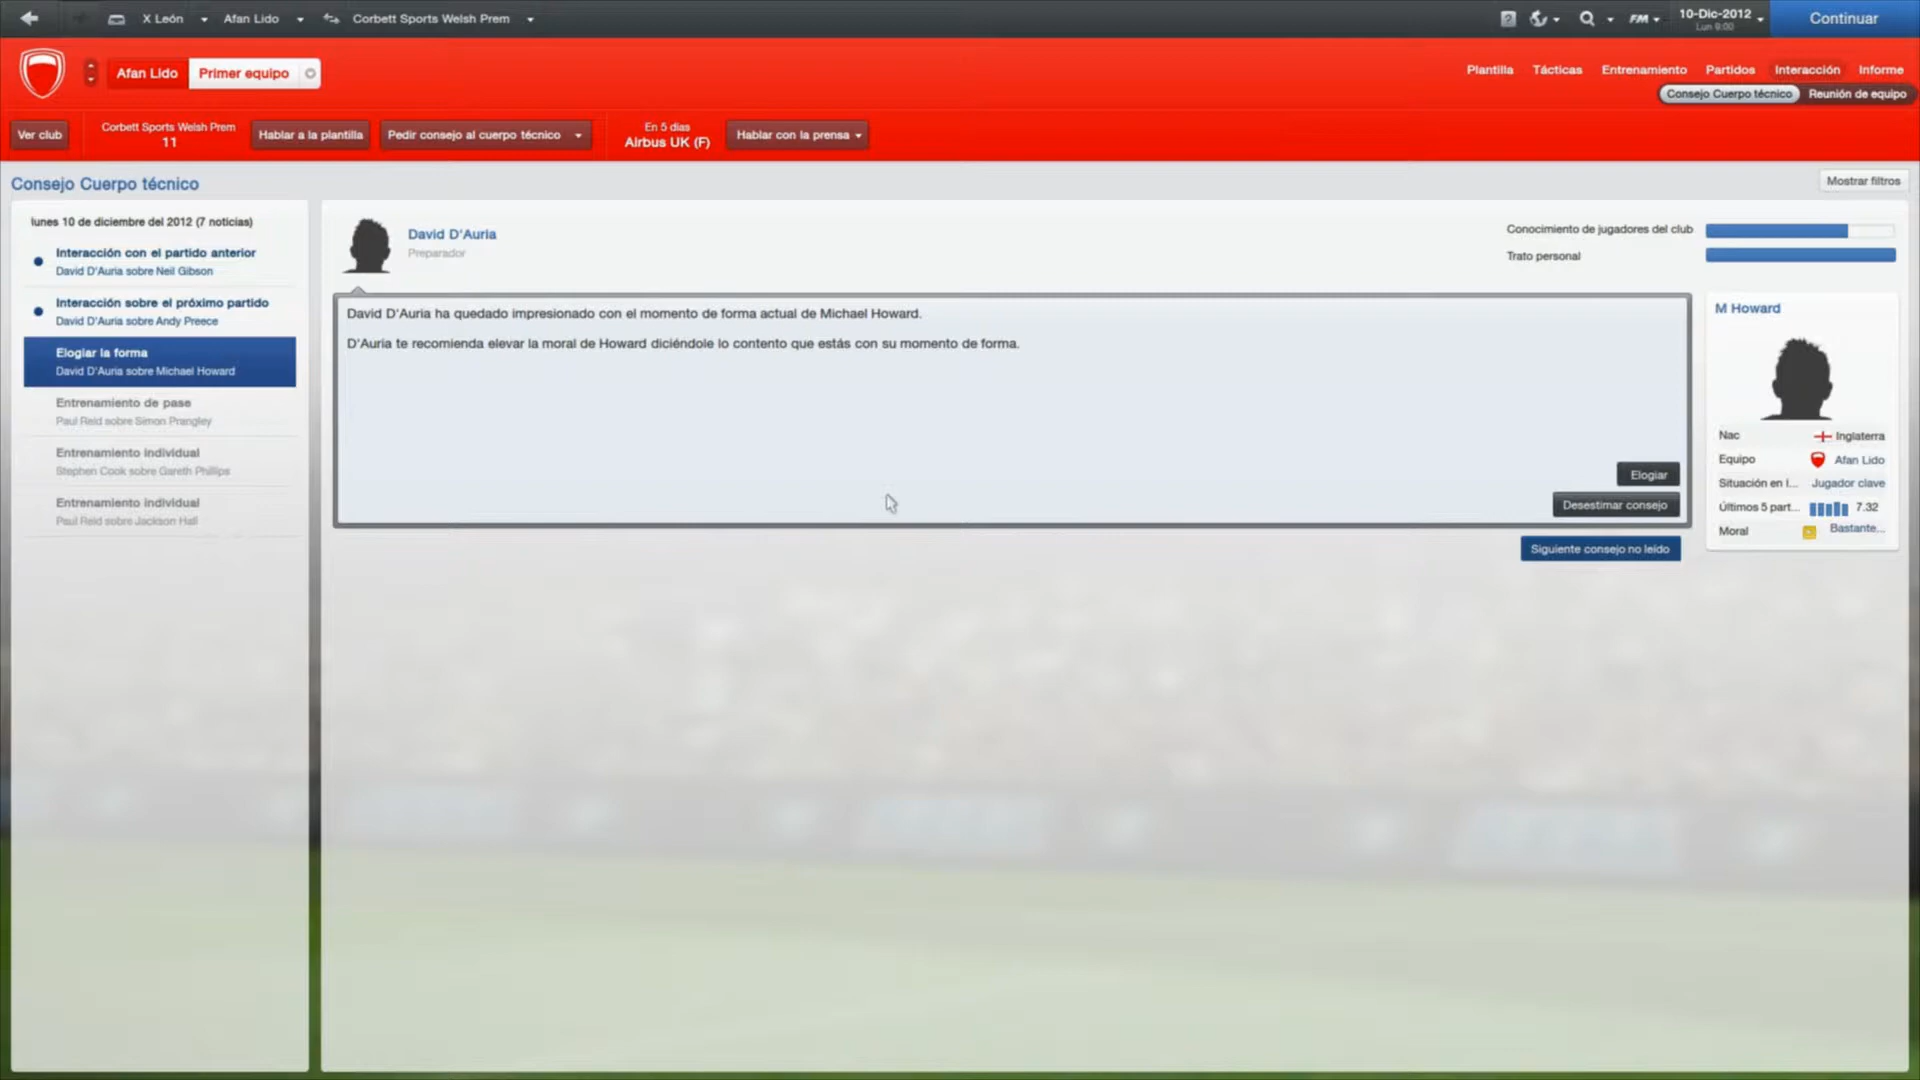 X León
Afan Lido
Corbett Sports Welsh Prem
FM
10-Dic-2012
Lun 9:00
Continuar
Afan Lido
Primer equipo
Plantilla
Tácticas
Entrenamiento
Partidos
Interacción
Informe
Consejo Cuerpo técnico
Reunión de equipo
Ver club
Corbett Sports Welsh Prem
11
Hablar a la plantilla
Pedir consejo al cuerpo técnico
En 5 días
Airbus UK (F)
Hablar con la prensa
Consejo Cuerpo técnico
Mostrar filtros
lunes 10 de diciembre del 2012 (7 noticias)
Interacción con el partido anterior
David D'Auria sobre Neil Gibson
Interacción sobre el próximo partido
David D'Auria sobre Andy Preece
Elogiar la forma
David D'Auria sobre Michael Howard
Entrenamiento de pase
Paul Reid sobre Simon Prangley
Entrenamiento individual
Stephen Cook sobre Gareth Phillips
Entrenamiento individual
Paul Reid sobre Jackson Hall
David D'Auria
Preparador
Conocimiento de jugadores del club
Trato personal
David D'Auria ha quedado impresionado con el momento de forma actual de Michael Howard.
D'Auria te recomienda elevar la moral de Howard diciéndole lo contento que estás con su momento de forma.
Elogiar
Desestimar consejo
Siguiente consejo no leído
M Howard
Nac Inglaterra
Equipo Afan Lido
Situación en l... Jugador clave
Últimos 5 part... 7.32
Moral Bastante...